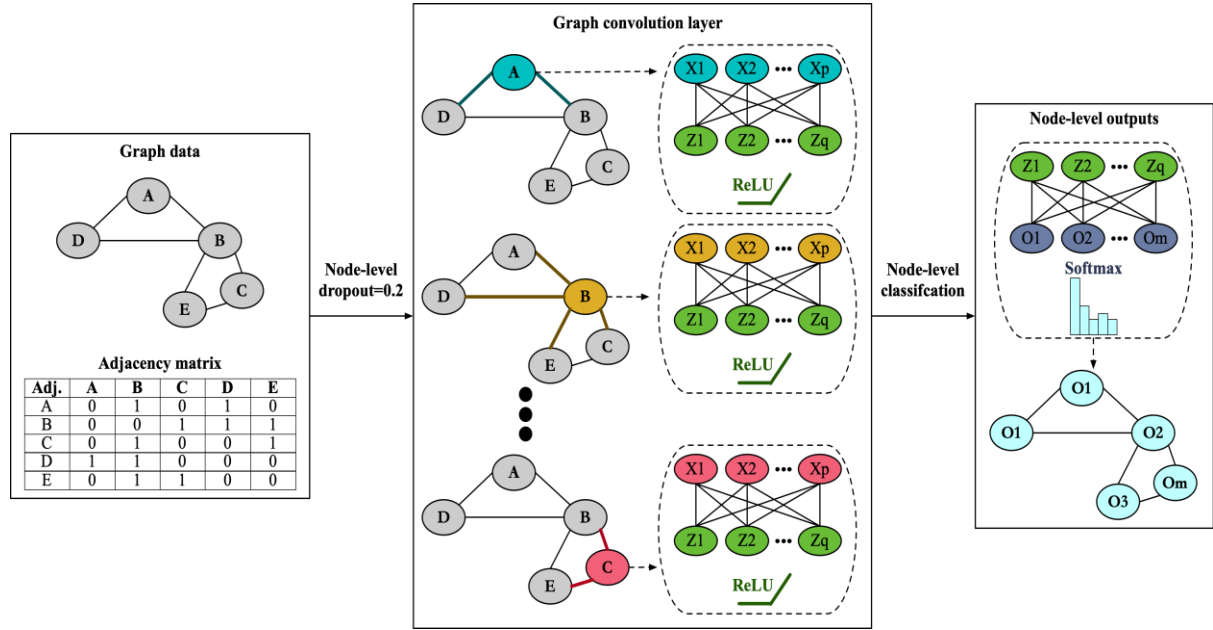 Graph data
A
D
B
C
E
Adjacency matrix
Adj. A B C D E
A 0 1 0 1 0
B 0 0 1 1 1
C 0 1 0 0 1
D 1 1 0 0 0
E 0 1 1 0 0
Node-level
dropout=0.2
Graph convolution layer
A
D
B
C
E
X1 X2 ••• Xp
Z1 Z2 ••• Zq
ReLU
A
D
B
C
E
X1 X2 ••• Xp
Z1 Z2 ••• Zq
ReLU
A
D
B
C
E
X1 X2 ••• Xp
Z1 Z2 ••• Zq
ReLU
Node-level
classifcation
Node-level outputs
Z1 Z2 ••• Zq
O1 O2 ••• Om
Softmax
O1
O1
O2
Om
O3